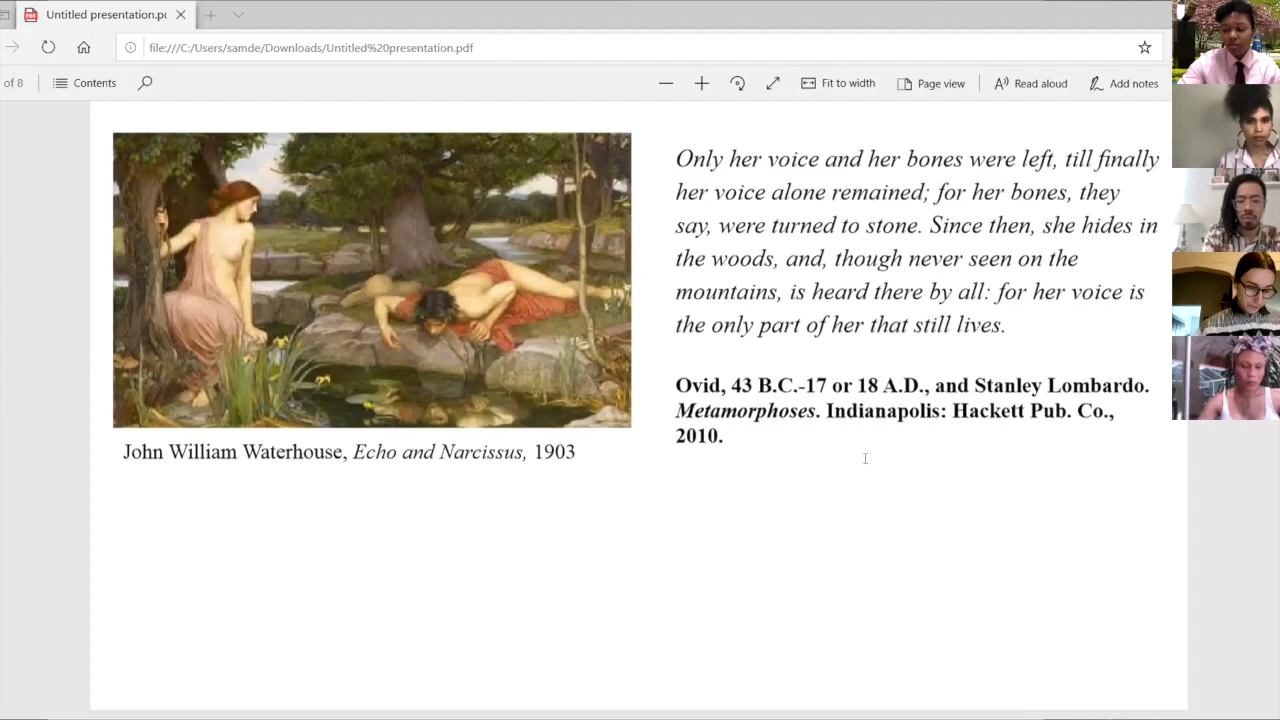 Untitled presentation.p
file:///C:/Users/samde/Downloads/Untitled%20presentation.pdf
of 8
Contents
Fit to width
Page view
Read aloud
Add notes
Only her voice and her bones were left, till finally
her voice alone remained; for her bones, they
say, were turned to stone. Since then, she hides in
the woods, and, though never seen on the
mountains, is heard there by all: for her voice is
the only part of her that still lives.
Ovid, 43 B.C.-17 or 18 A.D., and Stanley Lombardo.
Metamorphoses. Indianapolis: Hackett Pub. Co.,
2010.
John William Waterhouse, Echo and Narcissus, 1903